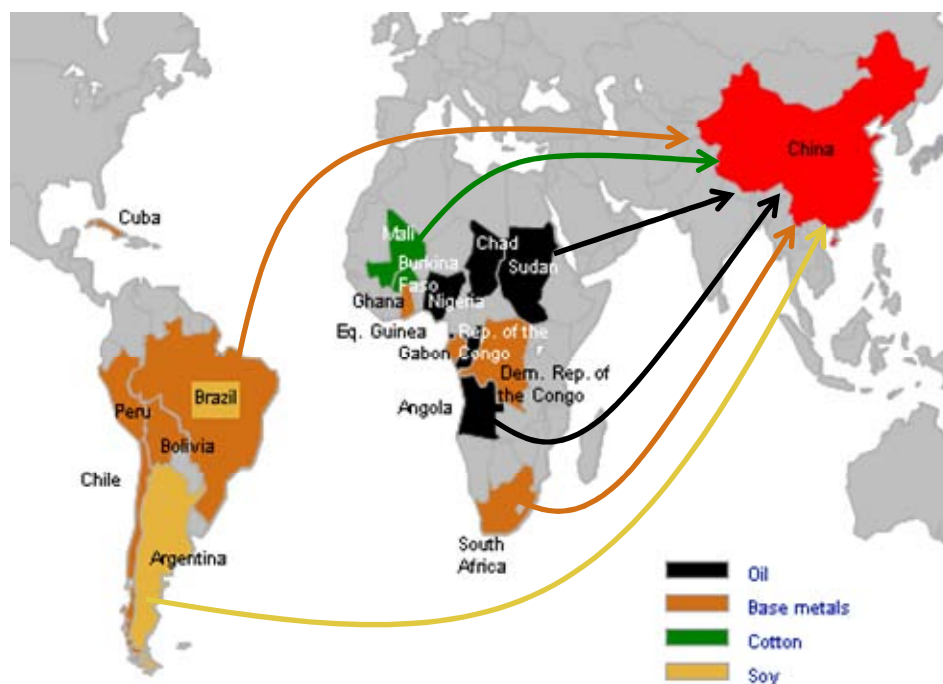 China
Cuba
Mali
Chad
Burkina
Faso
Sudan
Ghana
Nigeria
Eq. Guinea
Rep. of the
Congo
Gabon
Dem. Rep. of
the Congo
Angola
Brazil
Peru
Bolivia
Chile
Argentina
South
Africa
Oil
Base metals
Cotton
Soy